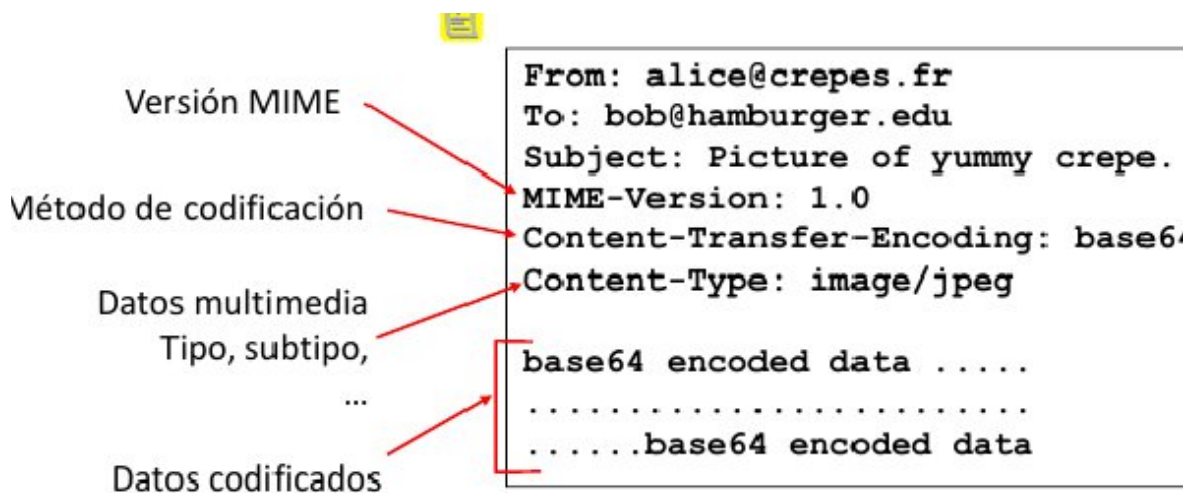 Versión MIME
Método de codificación
Datos multimedia
Tipo, subtipo,
...
Datos codificados
From: alice@crepes.fr
To: bob@hamburger.edu
Subject: Picture of yummy crepe.
MIME-Version: 1.0
Content-Transfer-Encoding: base64
Content-Type: image/jpeg
base64 encoded data .....
.........................
......base64 encoded data